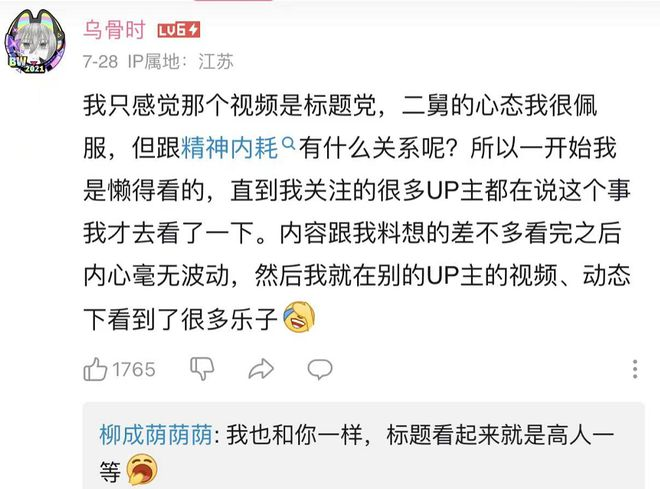 乌骨时 LV6
7-28 IP属地：江苏
我只感觉那个视频是标题党，二舅的心态我很佩
服，但跟精神内耗有什么关系呢？所以一开始我
是懒得看的，直到我关注的很多UP主都在说这个事
我才去看了一下。内容跟我料想的差不多看完之后
内心毫无波动，然后我就在别的UP主的视频、动态
下看到了很多乐子
1765
柳成荫荫荫: 我也和你一样，标题看起来就是高人一
等
BW
2021